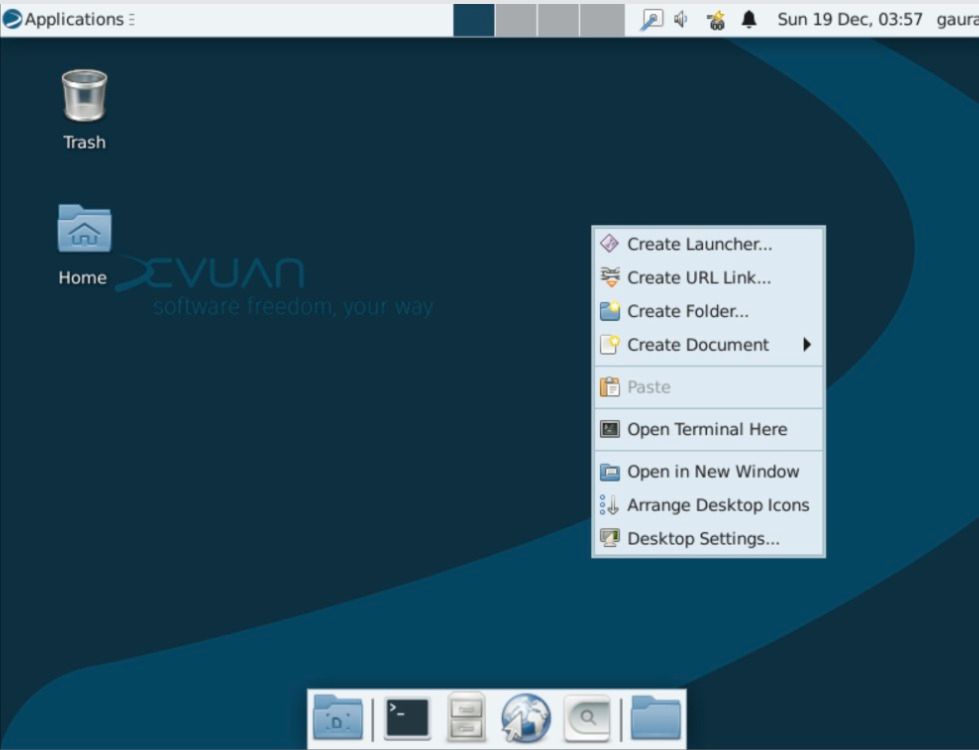 Applications
Sun 19 Dec, 03:57 gaura
Trash
Home
DEVUAN
software freedom, your way
Create Launcher...
Create URL Link...
Create Folder...
Create Document
Paste
Open Terminal Here
Open in New Window
Arrange Desktop Icons
Desktop Settings...
D